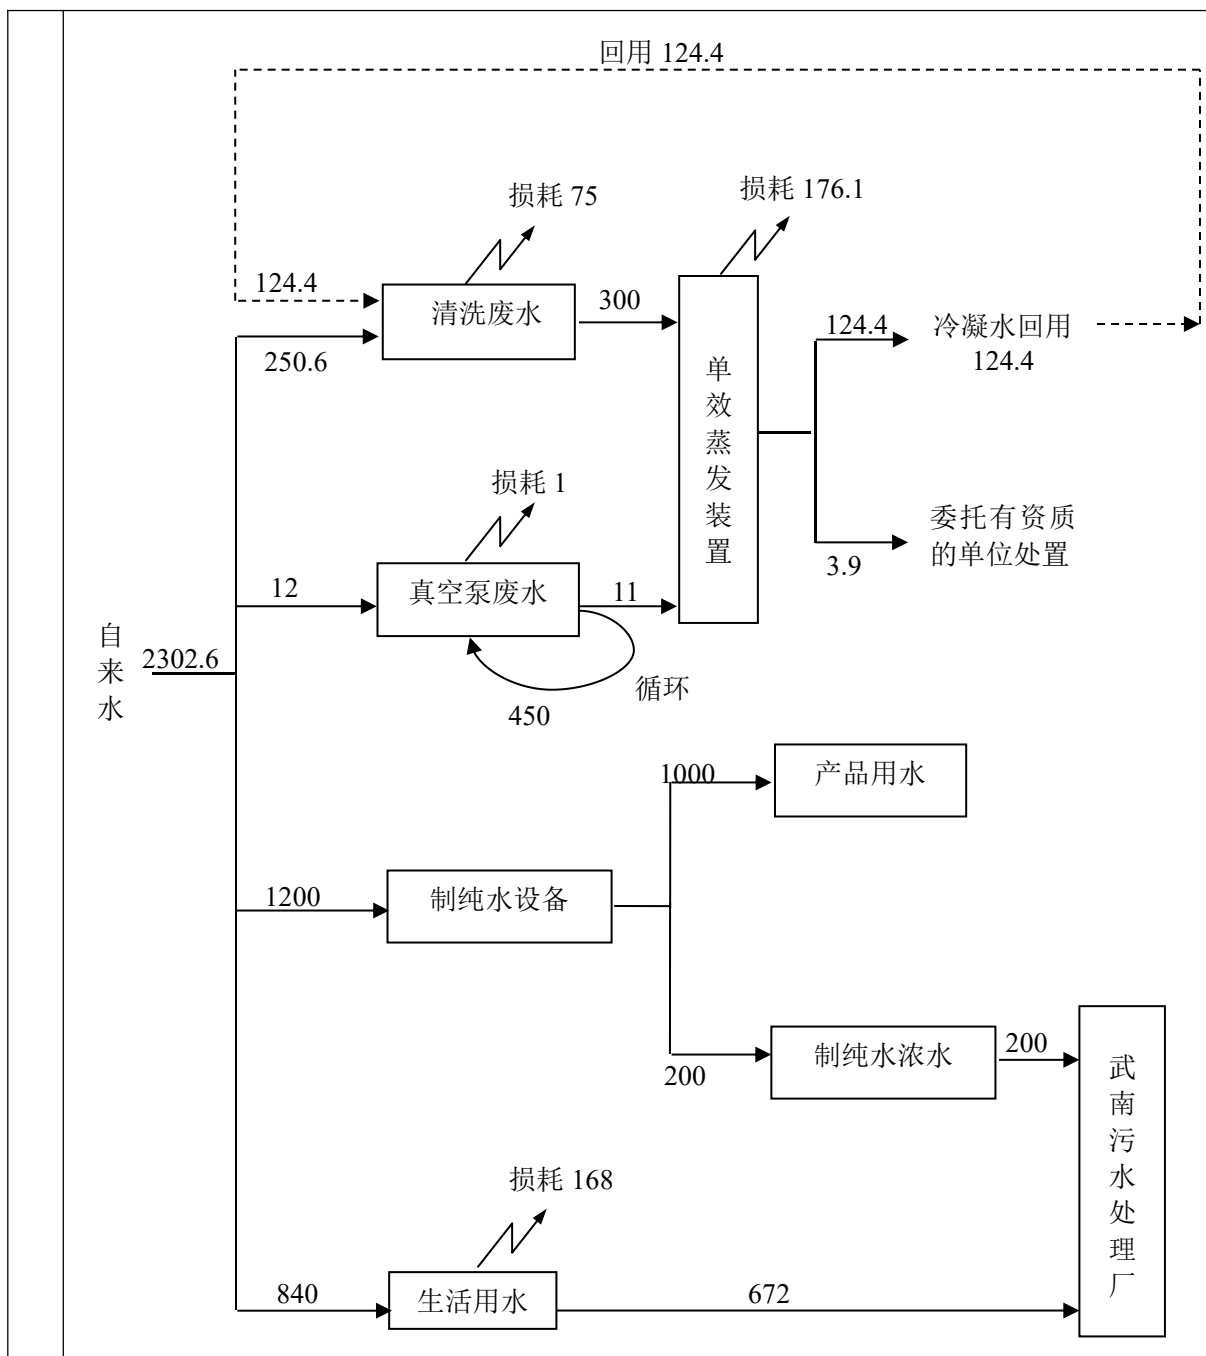 回用 124.4
损耗 75
损耗 176.1
124.4
清洗废水
300
250.6
124.4
冷凝水回用
124.4
单效蒸发装置
损耗 1
委托有资质
的单位处置
3.9
12
真空泵废水
11
自来水
2302.6
循环
450
1000
产品用水
1200
制纯水设备
200
制纯水浓水
200
武南污水处理厂
损耗 168
840
生活用水
672